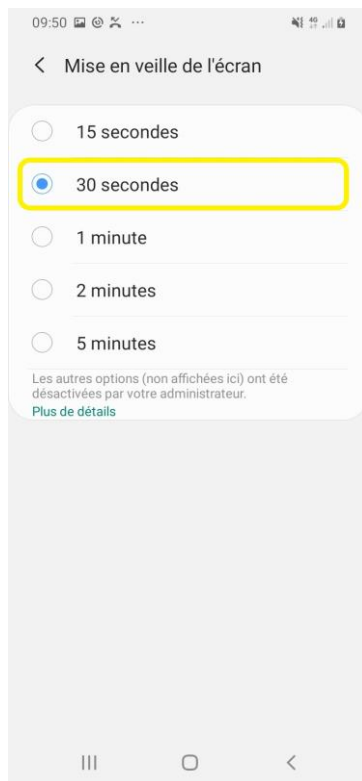 09:50
Mise en veille de l'écran
15 secondes
30 secondes
1 minute
2 minutes
5 minutes
Les autres options (non affichées ici) ont été
désactivées par votre administrateur.
Plus de détails